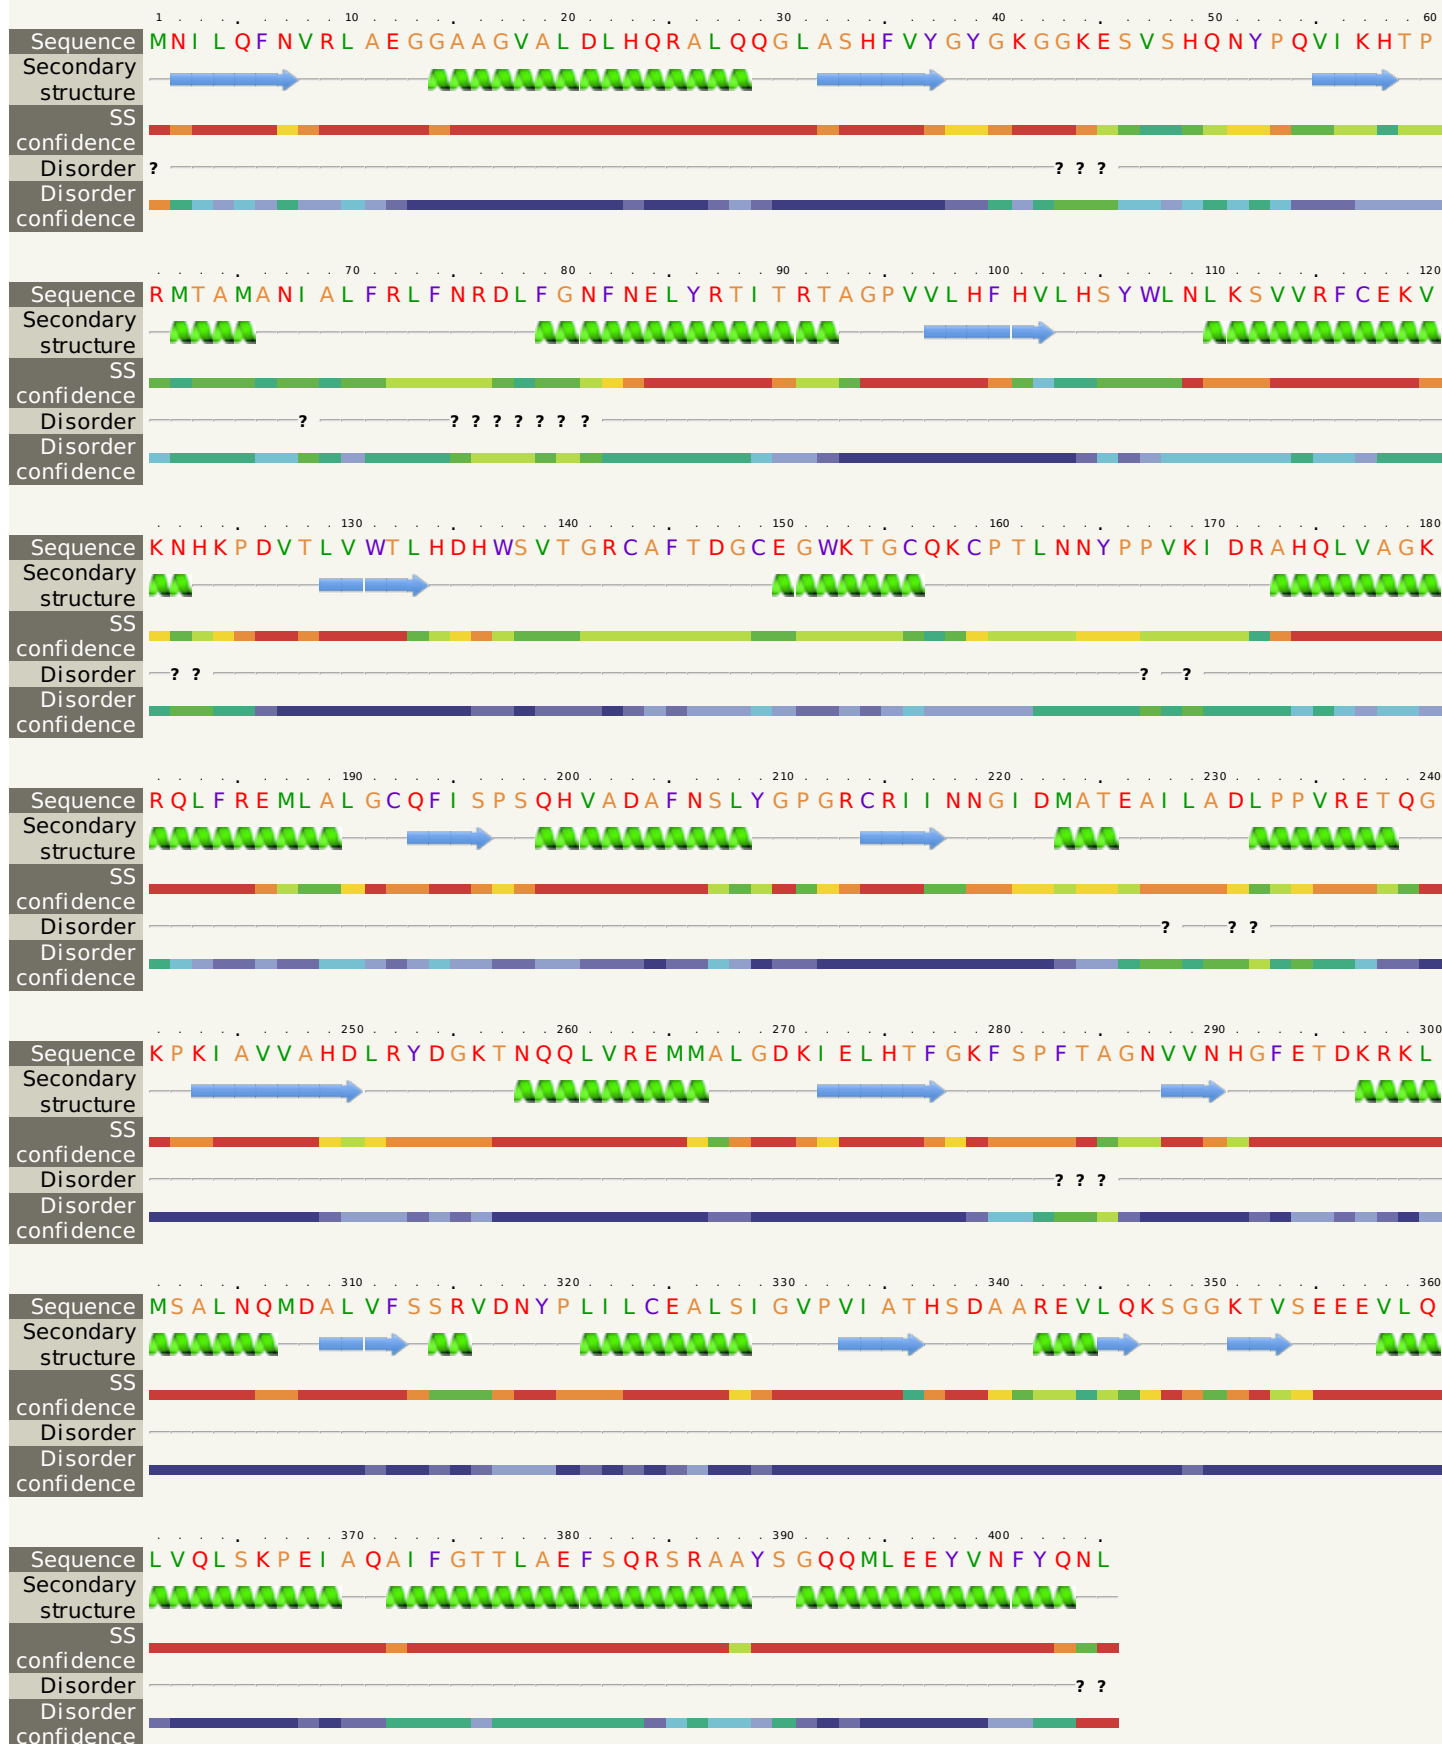 1 10 20 30 40 50 60
Sequence MNILQFNVRLAEGGAAGVALDLHQRALQQGLASHFVYGYGKGGKESVSHQNYPQVIKHTP
Secondary
structure
SS
confidence
Disorder ? ? ? ?
Disorder
confidence
70 80 90 100 110 120
Sequence RMTAMANIALFRLFNRDLFGNFNELYRTITRTAGPVVLHFHVLHSYWLNLKSVVRFCEKV
Secondary
structure
SS
confidence
Disorder ? ? ? ? ? ? ? ?
Disorder
confidence
130 140 150 160 170 180
Sequence KNHKPDVTLVWTLHDHWSVTGRCAFTDGCEGWKTGCQKCPTLNNYPPVKIDRAHQLVAGK
Secondary
structure
SS
confidence
Disorder ? ? ? ?
Disorder
confidence
190 200 210 220 230 240
Sequence RQLFREMLALGCQFISPSQHVADAFNSLYGPGRCRIINNGIDMATEAILADLPPVRETQG
Secondary
structure
SS
confidence
Disorder ? ? ?
Disorder
confidence
250 260 270 280 290 300
Sequence KPKIAVVAHDLRYDGKTNQQLVREMMALGDKIELHTFGKFSPFTAGNVVNHGFETDKRKL
Secondary
structure
SS
confidence
Disorder ? ? ?
Disorder
confidence
310 320 330 340 350 360
Sequence MSALNQMDALVFSSRVDNYPLILCEALSIGVPVIATHSDAAREVLQKSGGKTVSEEEVLQ
Secondary
structure
SS
confidence
Disorder
Disorder
confidence
370 380 390 400
Sequence LVQLSKPEIAQAIFGTTLAEFSQRSRAAYSGQQMLEEYVNFYQNL
Secondary
structure
SS
confidence
Disorder ? ?
Disorder
confidence